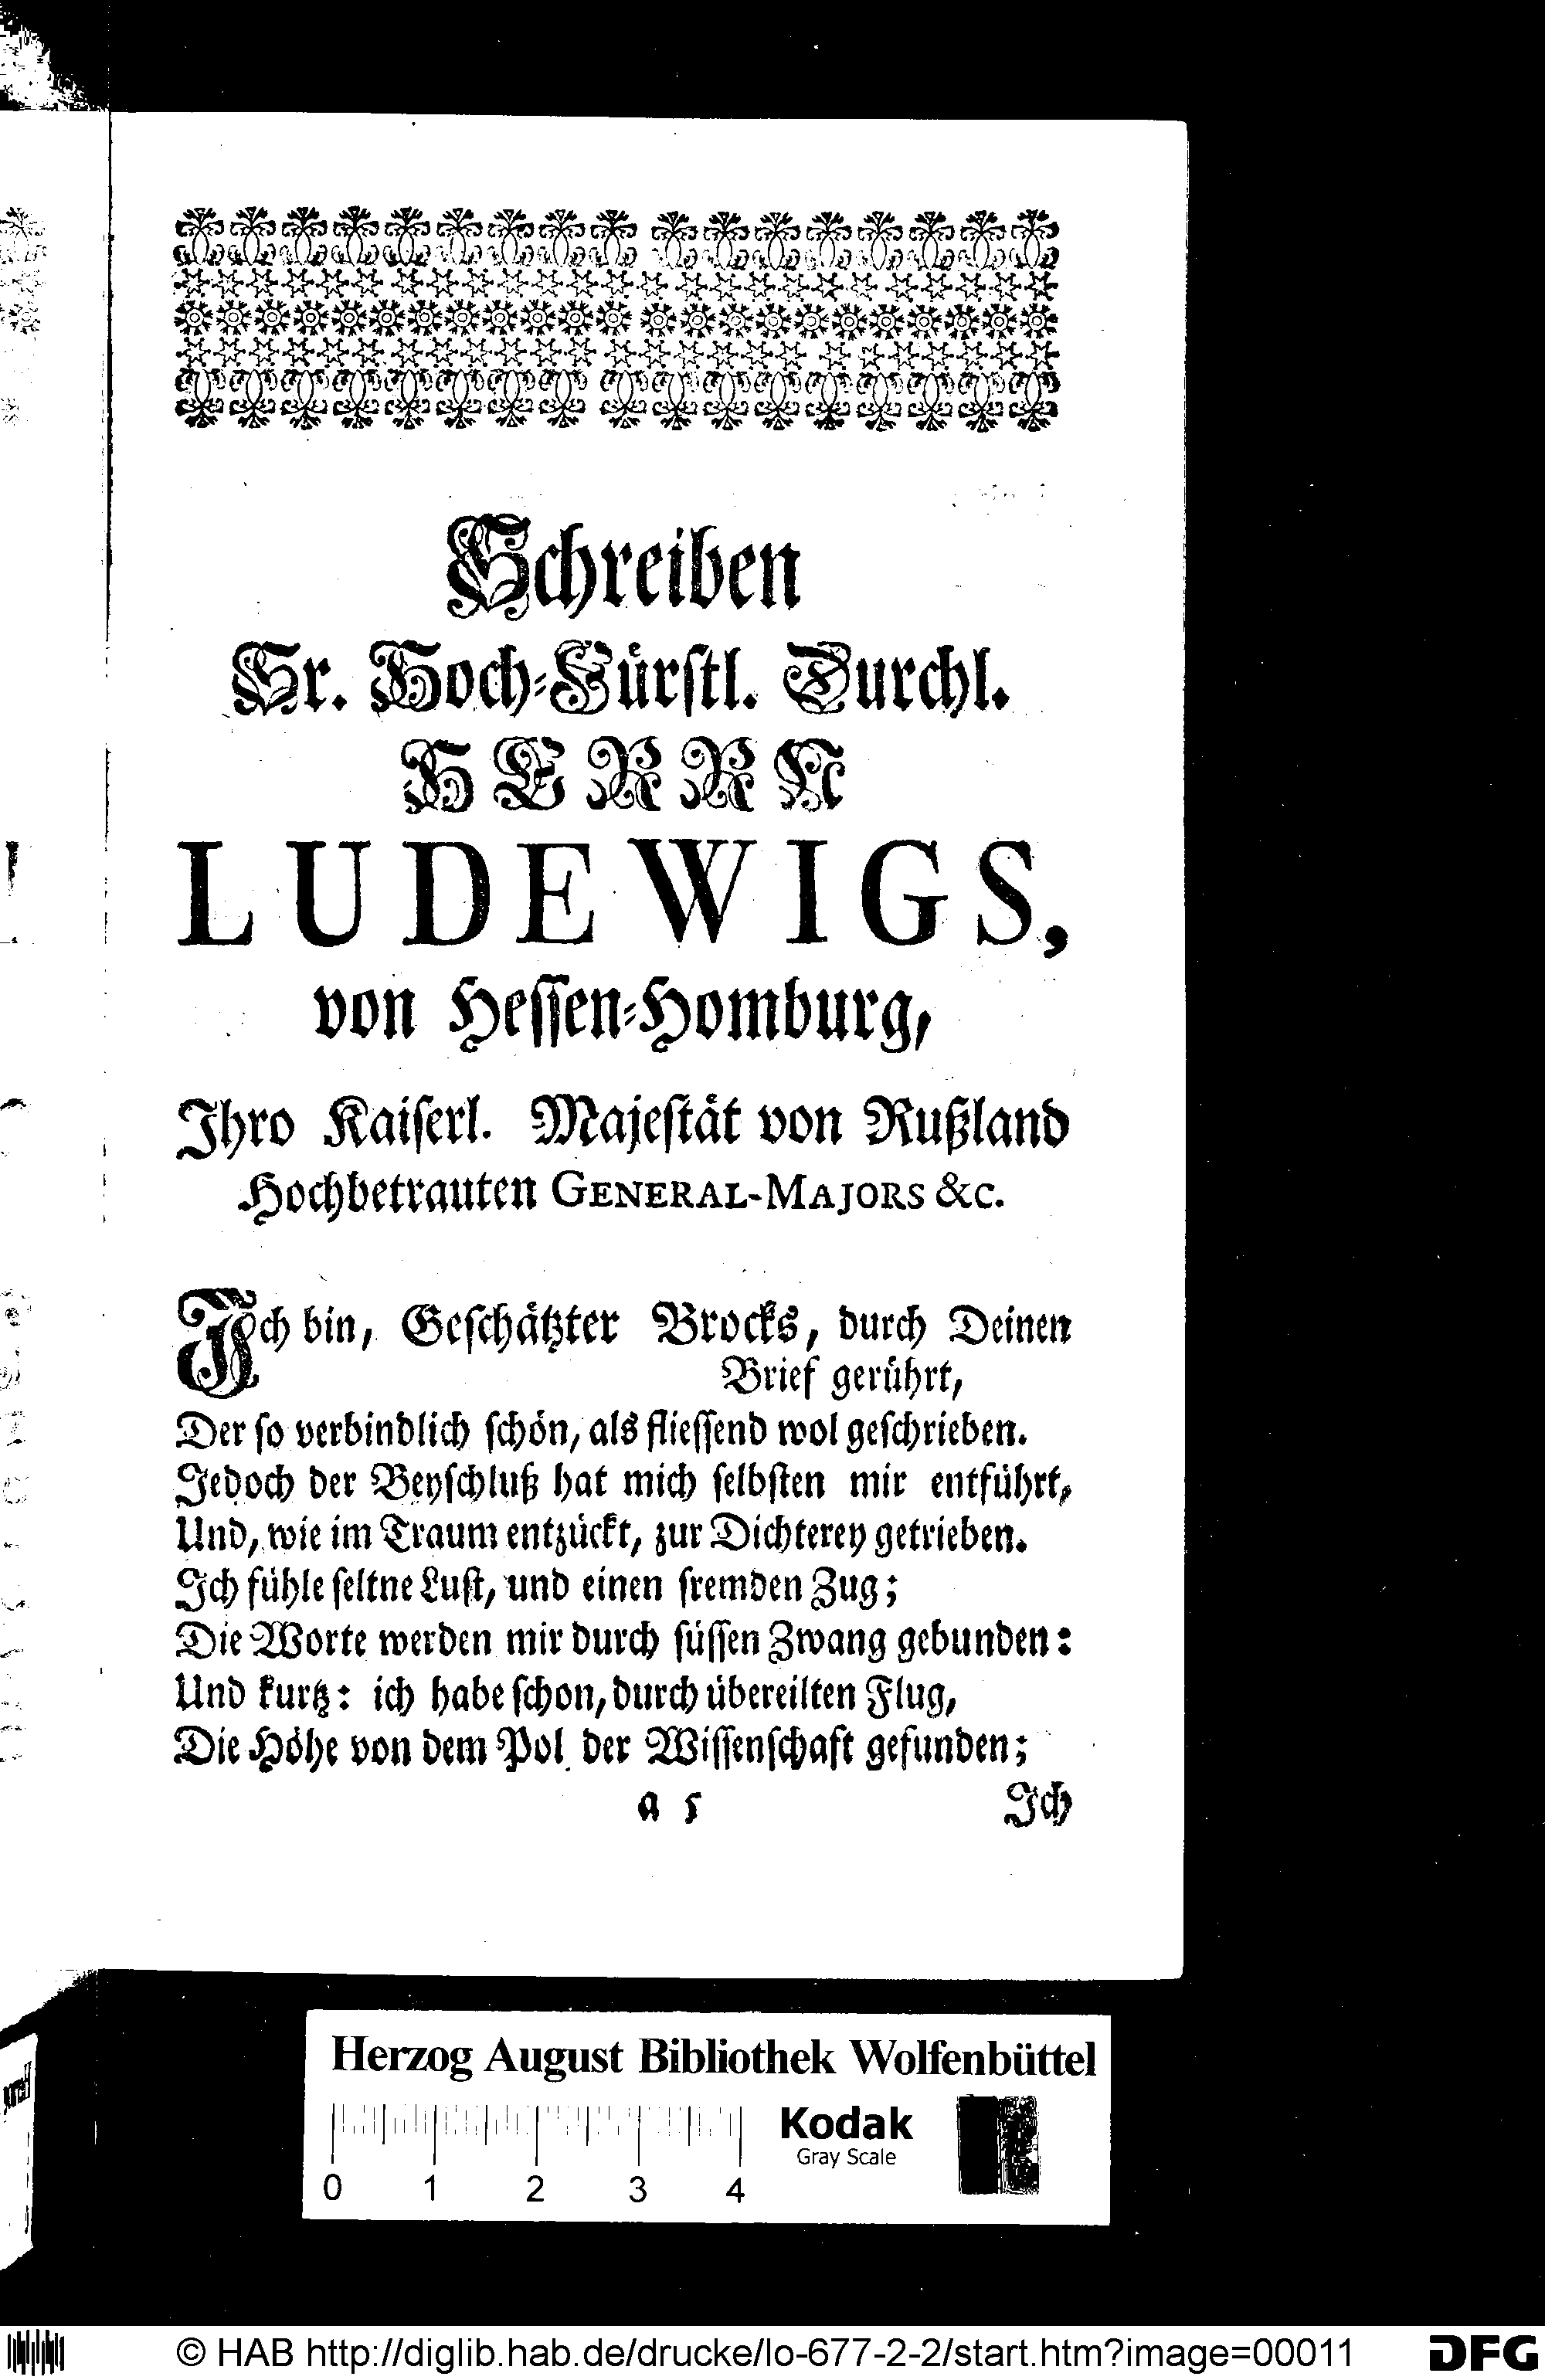 Schreiben
Sr. Hoch-Fürstl. Durchl.
HERRN
LUDEWIGS,
von Hessen-Homburg,
Ihro Kaiserl. Majestät von Rußland
Hochbetrauten GENERAL-MAJORS &c.
Ich bin, Geschätzter Brocks, durch Deinen
Brief gerührt,
Der so verbindlich schön, als fliessend wol geschrieben.
Jedoch der Beyschluß hat mich selbsten mir entführt,
Und, wie im Traum entzückt, zur Dichterey getrieben.
Ich fühle seltne Lust, und einen fremden Zug;
Die Worte werden mir durch süssen Zwang gebunden:
Und kurtz: ich habe schon, durch übereilten Flug,
Die Höhe von dem Pol der Wissenschaft gefunden;
a 5 Ich
Herzog August Bibliothek Wolfenbüttel
Kodak
Gray Scale
0 1 2 3 4
© HAB http://diglib.hab.de/drucke/lo-677-2-2/start.htm?image=00011
DFG